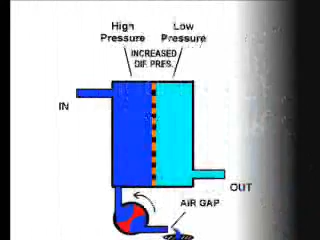 High Low
Pressure Pressure
INCREASED
DIF. PRES.
IN
OUT
AIR GAP